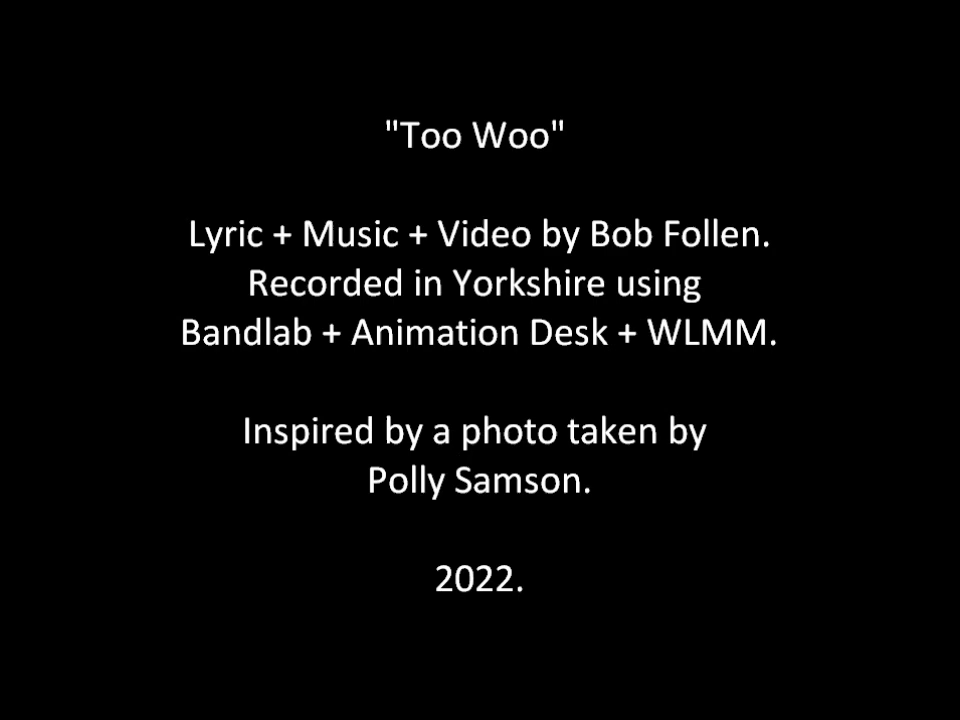 "Too Woo"
Lyric + Music + Video by Bob Follen.
Recorded in Yorkshire using
Bandlab + Animation Desk + WLMM.
Inspired by a photo taken by
Polly Samson.
2022.